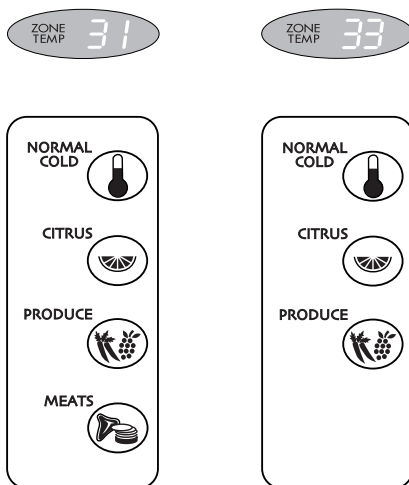 ZONE
TEMP 31
NORMAL
COLD
CITRUS
PRODUCE
MEATS
ZONE
TEMP 33
NORMAL
COLD
CITRUS
PRODUCE